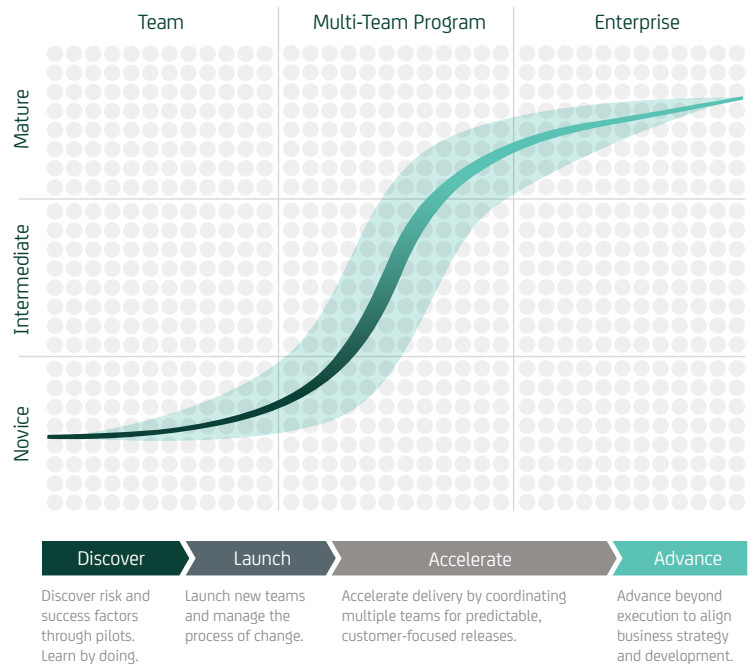 Team
Multi-Team Program
Enterprise
Mature
Intermediate
Novice
Discover
Launch
Accelerate
Advance
Discover risk and
success factors
through pilots.
Learn by doing.
Launch new teams
and manage the
process of change.
Accelerate delivery by coordinating
multiple teams for predictable,
customer-focused releases.
Advance beyond
execution to align
business strategy
and development.